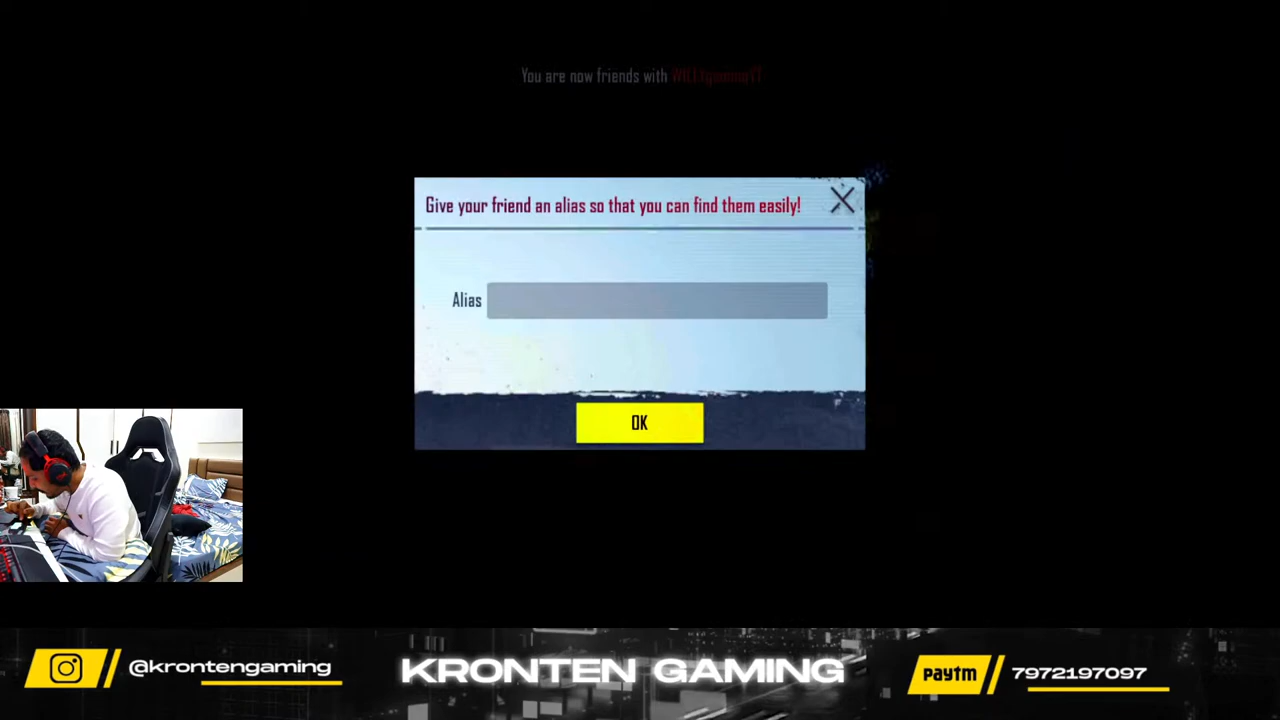 You are now friends with WILLYgamingYT
Give your friend an alias so that you can find them easily!
Alias
OK
@krontengaming
KRONTEN GAMING
paytm
7972197097